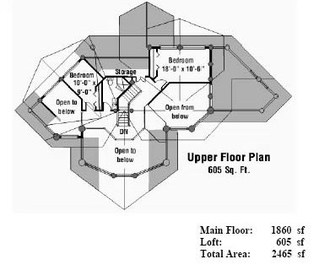 Bedroom
18'-0" x 10'-6"
Storage
Bedroom
10'-0" x
9'-0"
Open to
below
Open from
below
DN
Open to
below
Upper Floor Plan
605 Sq. Ft.
Main Floor: 1860 sf
Loft: 605 sf
Total Area: 2465 sf